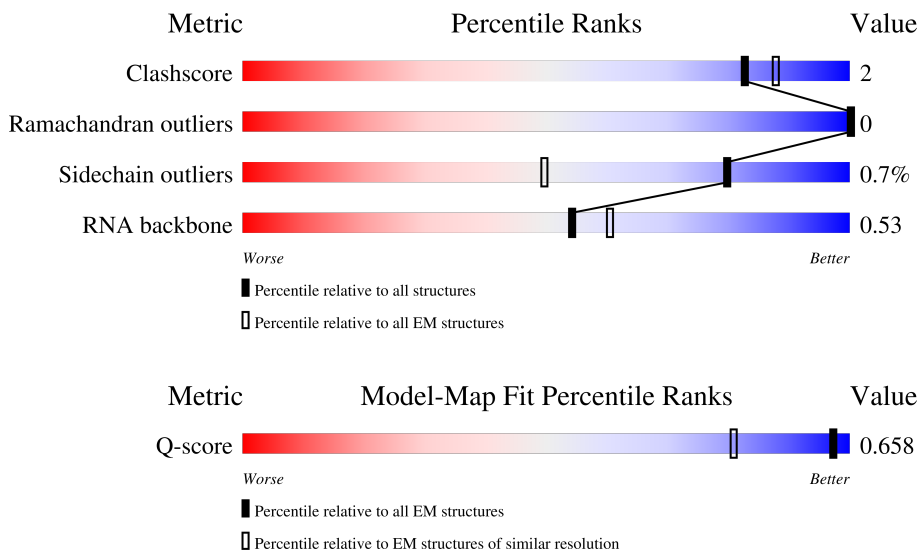 Metric Percentile Ranks Value
Clashscore 2
Ramachandran outliers 0
Sidechain outliers 0.7%
RNA backbone 0.53
Worse Better
Percentile relative to all structures
Percentile relative to all EM structures
Metric Model-Map Fit Percentile Ranks Value
Q-score 0.658
Worse Better
Percentile relative to all EM structures
Percentile relative to EM structures of similar resolution